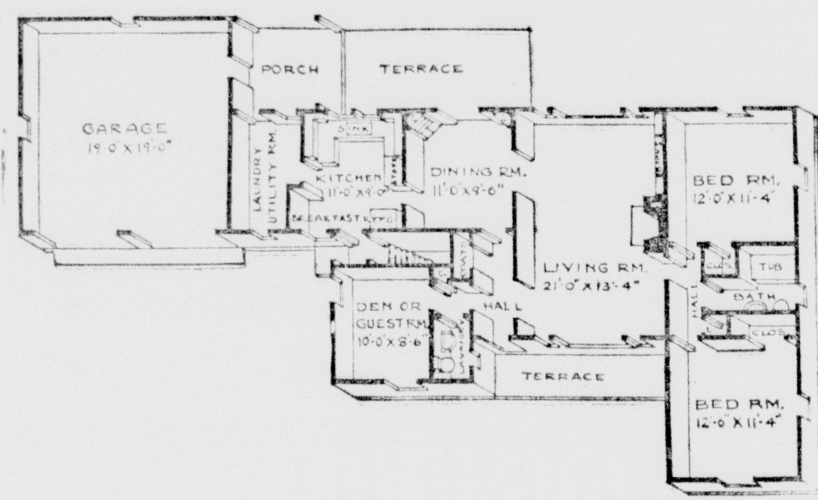 GARAGE
19'-0" X 19'-0"
PORCH
TERRACE
LAUNDRY
UTILITY RM.
SINK
KITCHEN
11'-0" X 9'-0"
BREAKFAST
DINING RM.
11'-0" X 9'-6"
BED RM.
12'-0" X 11'-4"
LIVING RM.
21'-0" X 13'-4"
CLOS.
TUB
BATH
HALL
CLOS.
DEN OR
GUEST RM.
10'-0" X 8'-6"
HALL
TERRACE
BED RM.
12'-0" X 11'-4"